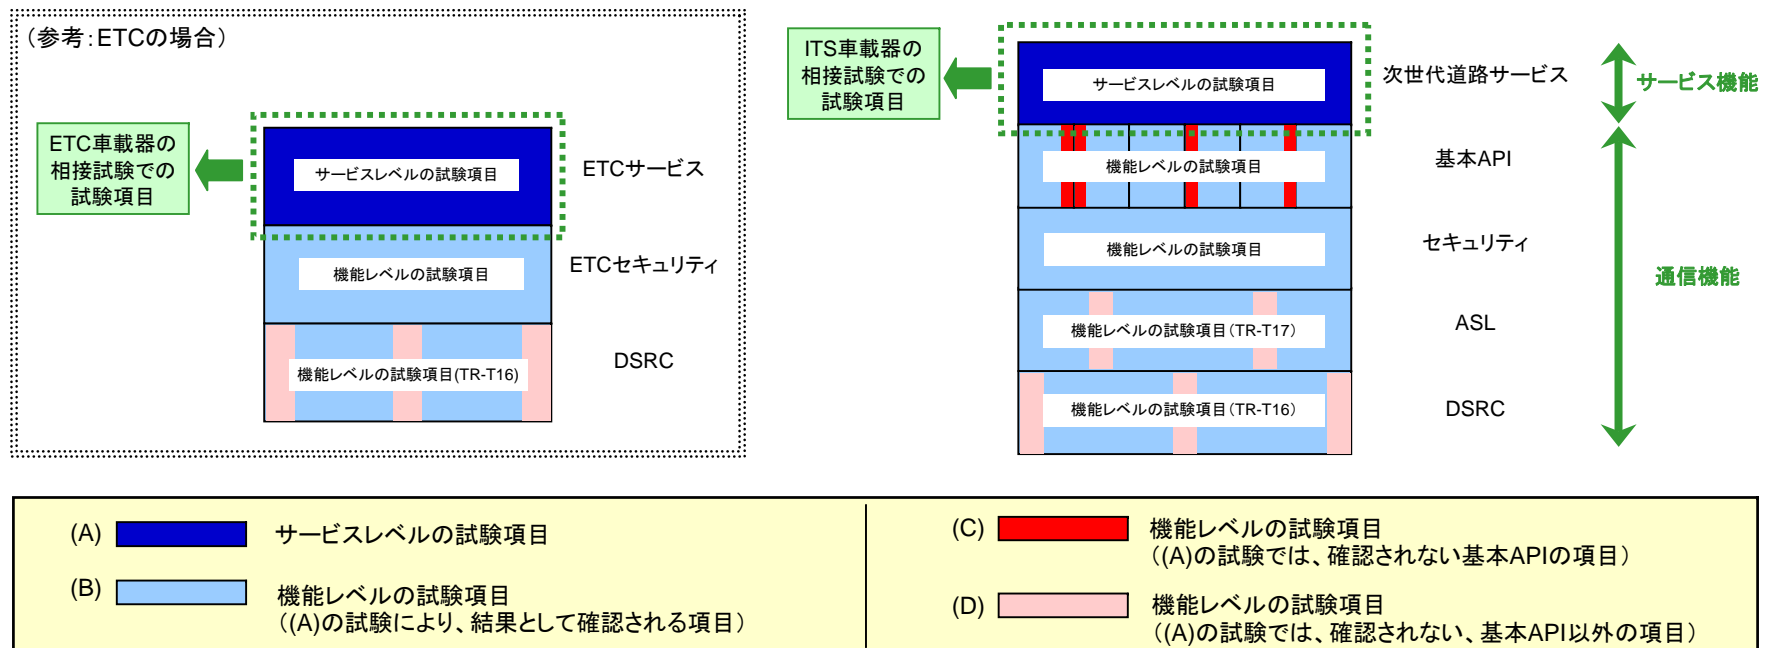 （参考：ETCの場合）
ETC車載器の
相接試験での
試験項目
サービスレベルの試験項目
ETCサービス
機能レベルの試験項目
ETCセキュリティ
機能レベルの試験項目(TR-T16)
DSRC
ITS車載器の
相接試験での
試験項目
サービスレベルの試験項目
次世代道路サービス
サービス機能
機能レベルの試験項目
基本API
機能レベルの試験項目
セキュリティ
通信機能
機能レベルの試験項目（TR-T17）
ASL
機能レベルの試験項目（TR-T16）
DSRC
(A)
サービスレベルの試験項目
(B)
機能レベルの試験項目
（(A)の試験により、結果として確認される項目）
(C)
機能レベルの試験項目
（(A)の試験では、確認されない基本APIの項目）
(D)
機能レベルの試験項目
（(A)の試験では、確認されない、基本API以外の項目）